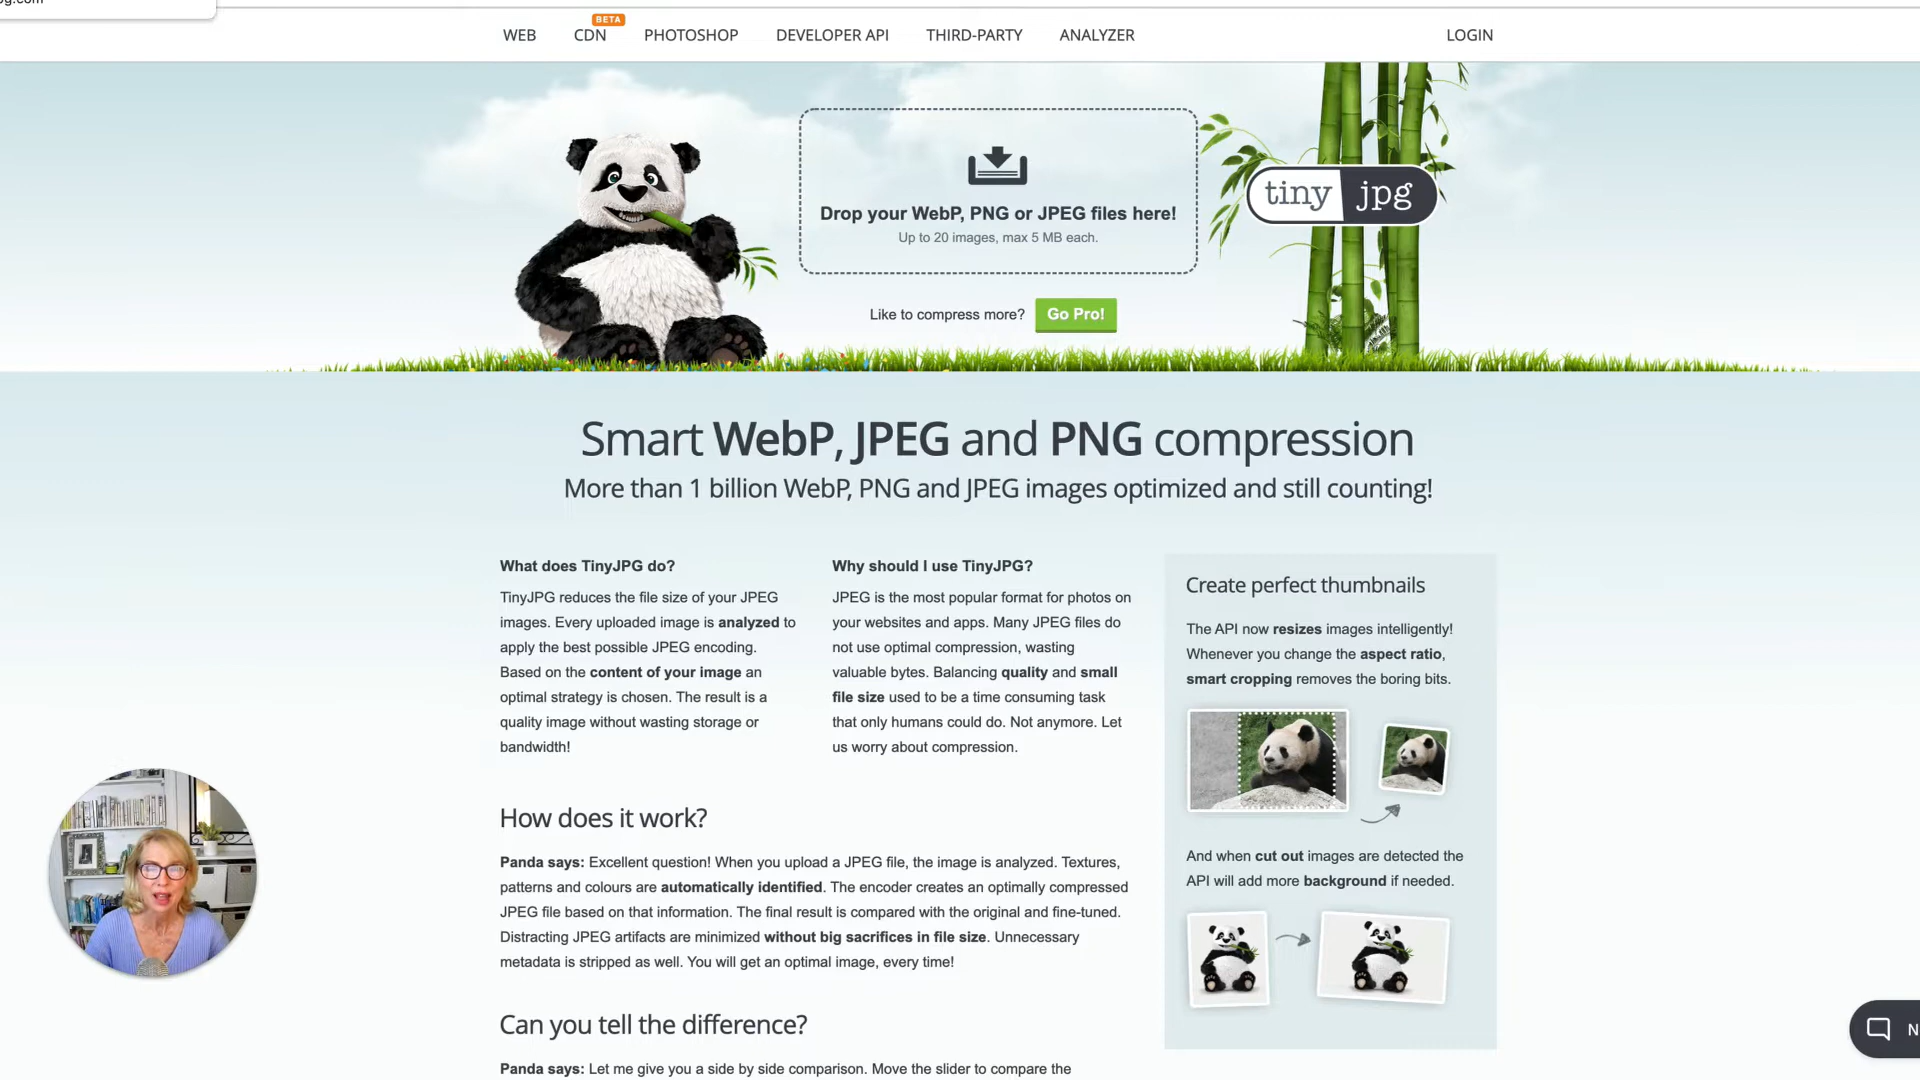 WEB
CDN
BETA
PHOTOSHOP
DEVELOPER API
THIRD-PARTY
ANALYZER
LOGIN
Drop your WebP, PNG or JPEG files here!
Up to 20 images, max 5 MB each.
Like to compress more?
Go Pro!
tiny jpg
Smart WebP, JPEG and PNG compression
More than 1 billion WebP, PNG and JPEG images optimized and still counting!
What does TinyJPG do?
TinyJPG reduces the file size of your JPEG
images. Every uploaded image is analyzed to
apply the best possible JPEG encoding.
Based on the content of your image an
optimal strategy is chosen. The result is a
quality image without wasting storage or
bandwidth!
Why should I use TinyJPG?
JPEG is the most popular format for photos on
your websites and apps. Many JPEG files do
not use optimal compression, wasting
valuable bytes. Balancing quality and small
file size used to be a time consuming task
that only humans could do. Not anymore. Let
us worry about compression.
Create perfect thumbnails
The API now resizes images intelligently!
Whenever you change the aspect ratio,
smart cropping removes the boring bits.
And when cut out images are detected the
API will add more background if needed.
How does it work?
Panda says: Excellent question! When you upload a JPEG file, the image is analyzed. Textures,
patterns and colours are automatically identified. The encoder creates an optimally compressed
JPEG file based on that information. The final result is compared with the original and fine-tuned.
Distracting JPEG artifacts are minimized without big sacrifices in file size. Unnecessary
metadata is stripped as well. You will get an optimal image, every time!
Can you tell the difference?
Panda says: Let me give you a side by side comparison. Move the slider to compare the